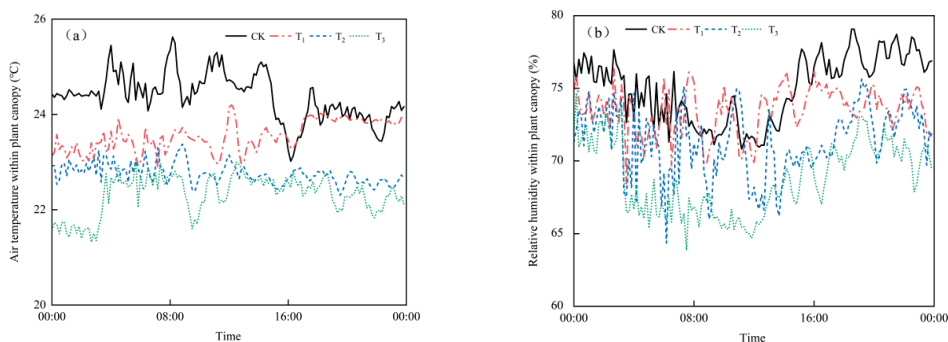 26
24
22
20
Air temperature within plant canopy (℃)
(a)
CK T₁ T₂ T₃
00:00 08:00 16:00 00:00
Time
80
75
70
65
60
Relative humidity within plant canopy (%)
(b)
CK T₁ T₂ T₃
00:00 08:00 16:00 00:00
Time